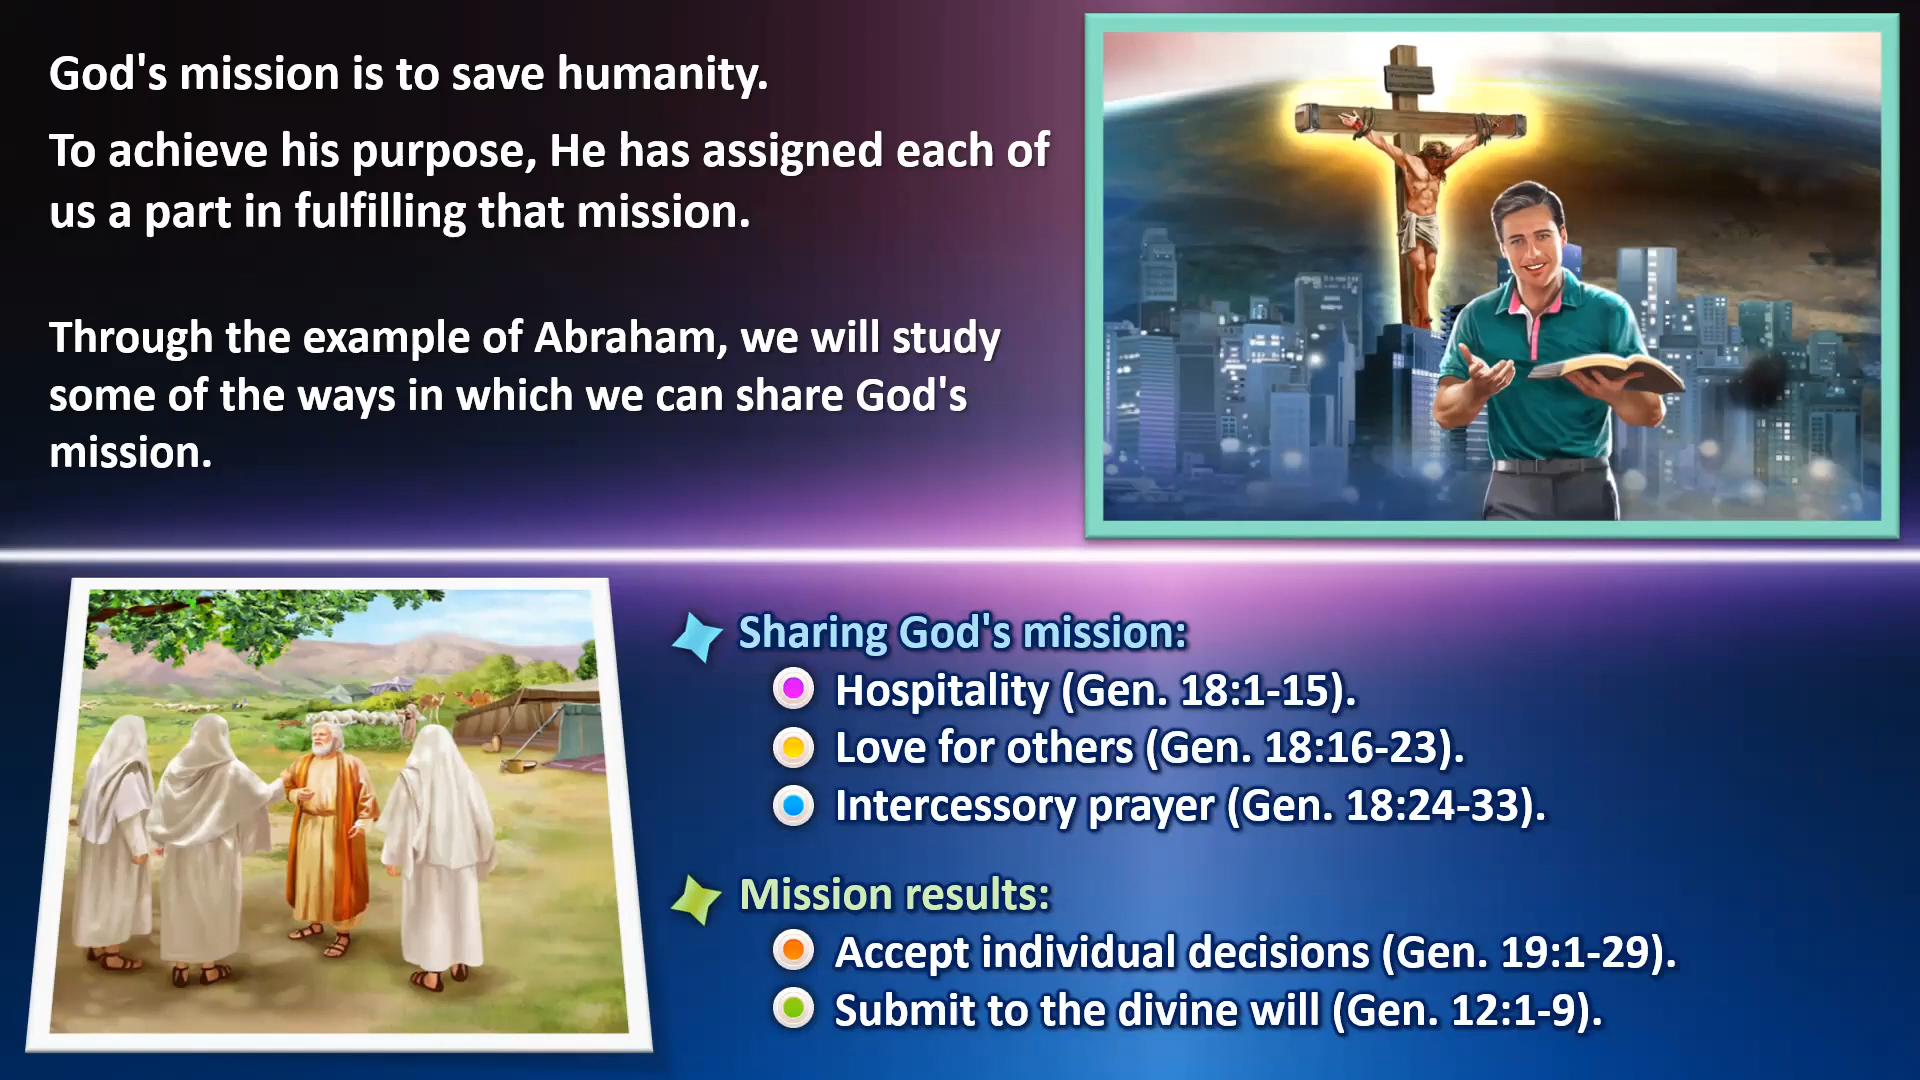 God's mission is to save humanity.
To achieve his purpose, He has assigned each of
us a part in fulfilling that mission.
Through the example of Abraham, we will study
some of the ways in which we can share God's
mission.
Sharing God's mission:
Hospitality (Gen. 18:1-15).
Love for others (Gen. 18:16-23).
Intercessory prayer (Gen. 18:24-33).
Mission results:
Accept individual decisions (Gen. 19:1-29).
Submit to the divine will (Gen. 12:1-9).